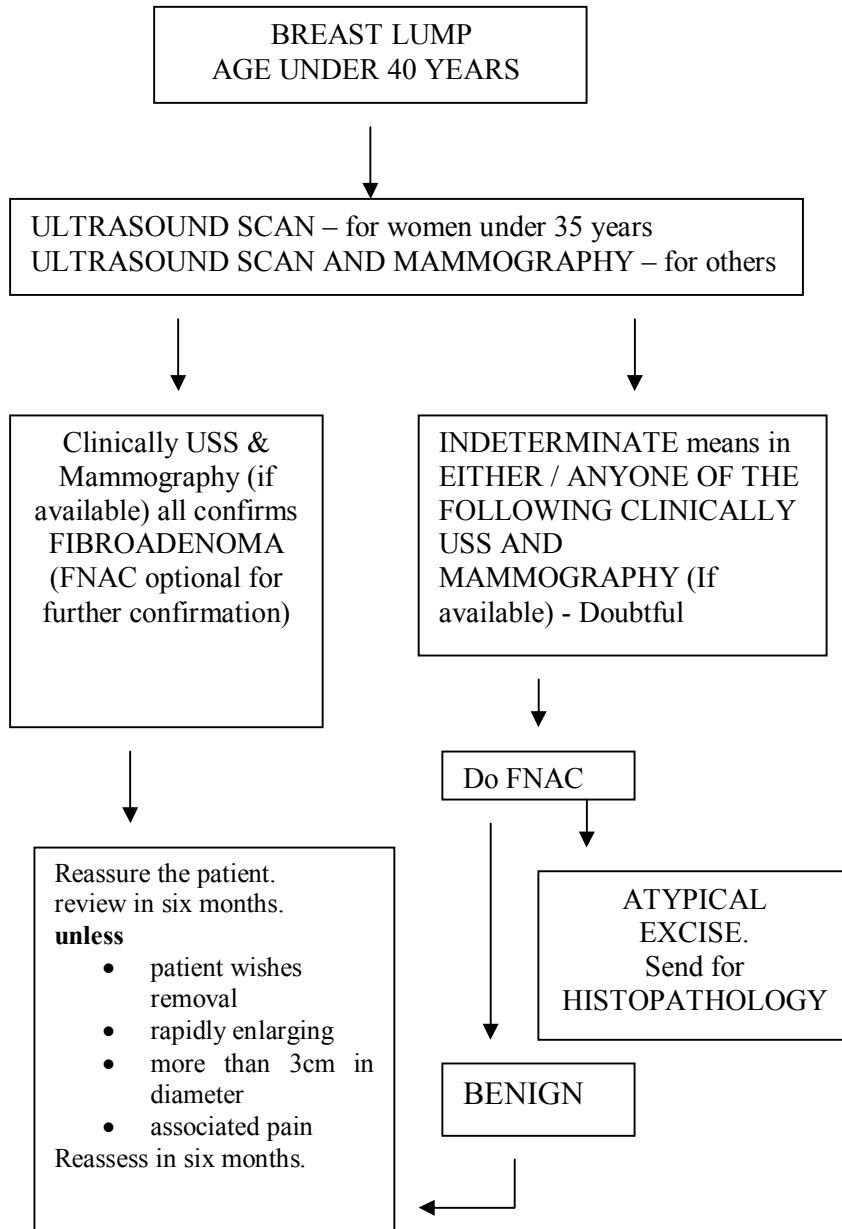 BREAST LUMP
AGE UNDER 40 YEARS
ULTRASOUND SCAN – for women under 35 years
ULTRASOUND SCAN AND MAMMOGRAPHY – for others
Clinically USS &
Mammography (if
available) all confirms
FIBROADENOMA
(FNAC optional for
further confirmation)
INDETERMINATE means in
EITHER / ANYONE OF THE
FOLLOWING CLINICALLY
USS AND
MAMMOGRAPHY (If
available) - Doubtful
Do FNAC
Reassure the patient.
review in six months.
unless
• patient wishes
removal
• rapidly enlarging
• more than 3cm in
diameter
• associated pain
Reassess in six months.
ATYPICAL
EXCISE.
Send for
HISTOPATHOLOGY
BENIGN